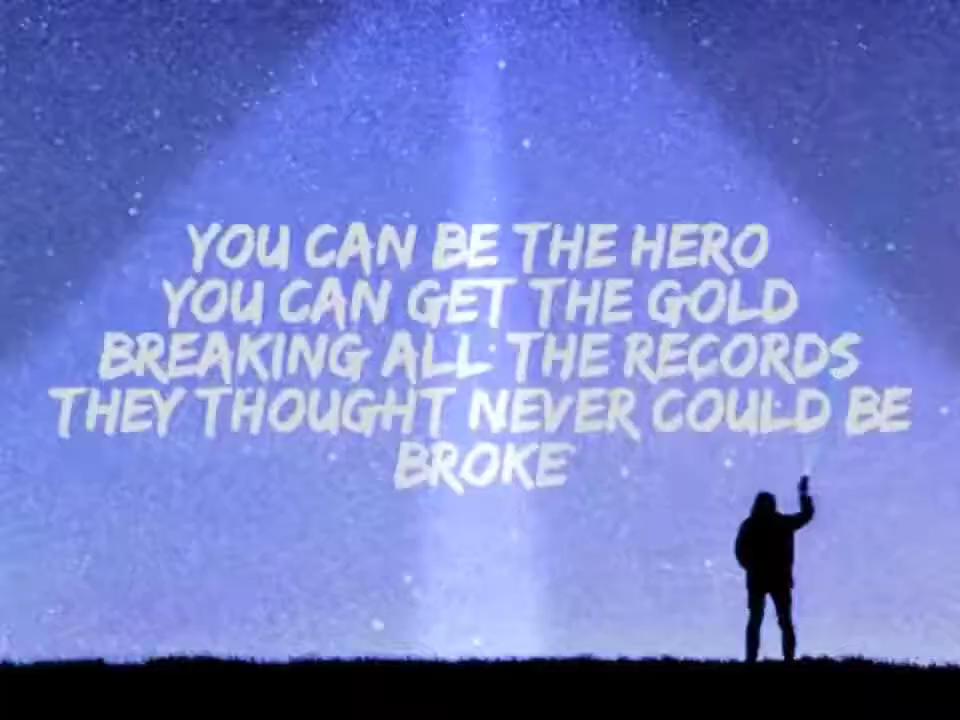 YOU CAN BE THE HERO
YOU CAN GET THE GOLD
BREAKING ALL THE RECORDS
THEY THOUGHT NEVER COULD BE
BROKE